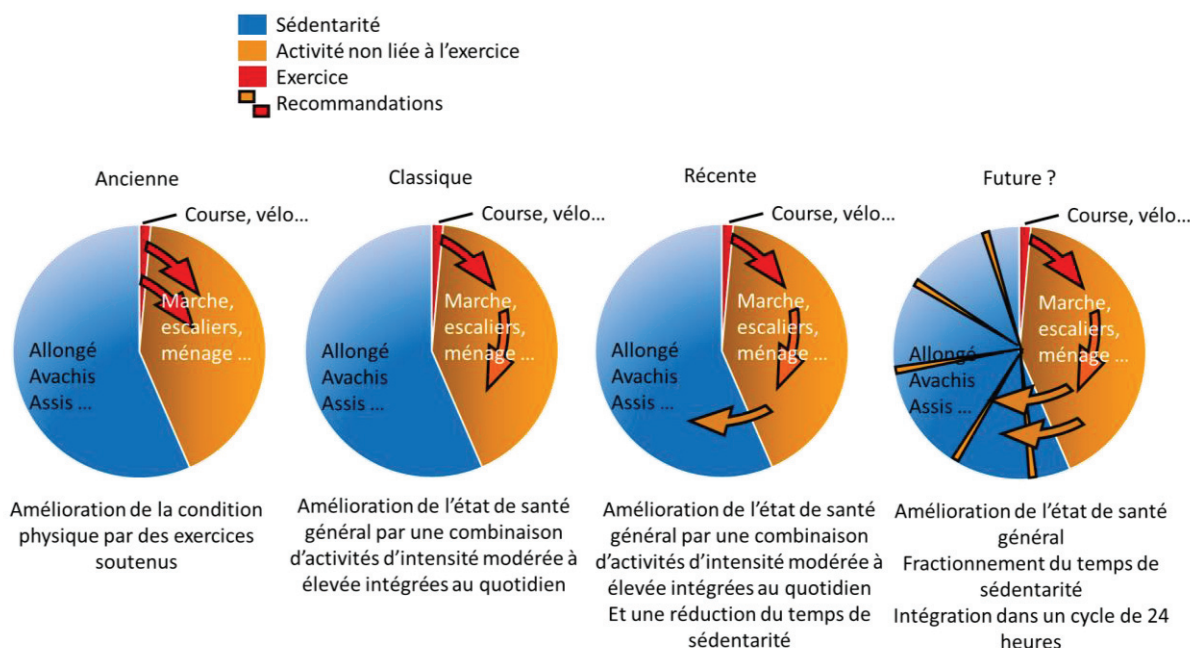 Sédentarité
Activité non liée à l'exercice
Exercice
Recommandations
Ancienne
Course, vélo...
Marche,
escaliers,
ménage ...
Allongé
Avachis
Assis ...
Amélioration de la condition
physique par des exercices
soutenus
Classique
Course, vélo...
Marche,
escaliers,
ménage ...
Allongé
Avachis
Assis ...
Amélioration de l'état de santé
général par une combinaison
d'activités d'intensité modérée à
élevée intégrées au quotidien
Récente
Course, vélo...
Marche,
escaliers,
ménage ...
Allongé
Avachis
Assis ...
Amélioration de l'état de santé
général par une combinaison
d'activités d'intensité modérée à
élevée intégrées au quotidien
Et une réduction du temps de
sédentarité
Future ?
Course, vélo...
Marche,
escaliers,
ménage ...
Allongé
Avachis
Assis ...
Amélioration de l'état de santé
général
Fractionnement du temps de
sédentarité
Intégration dans un cycle de 24
heures